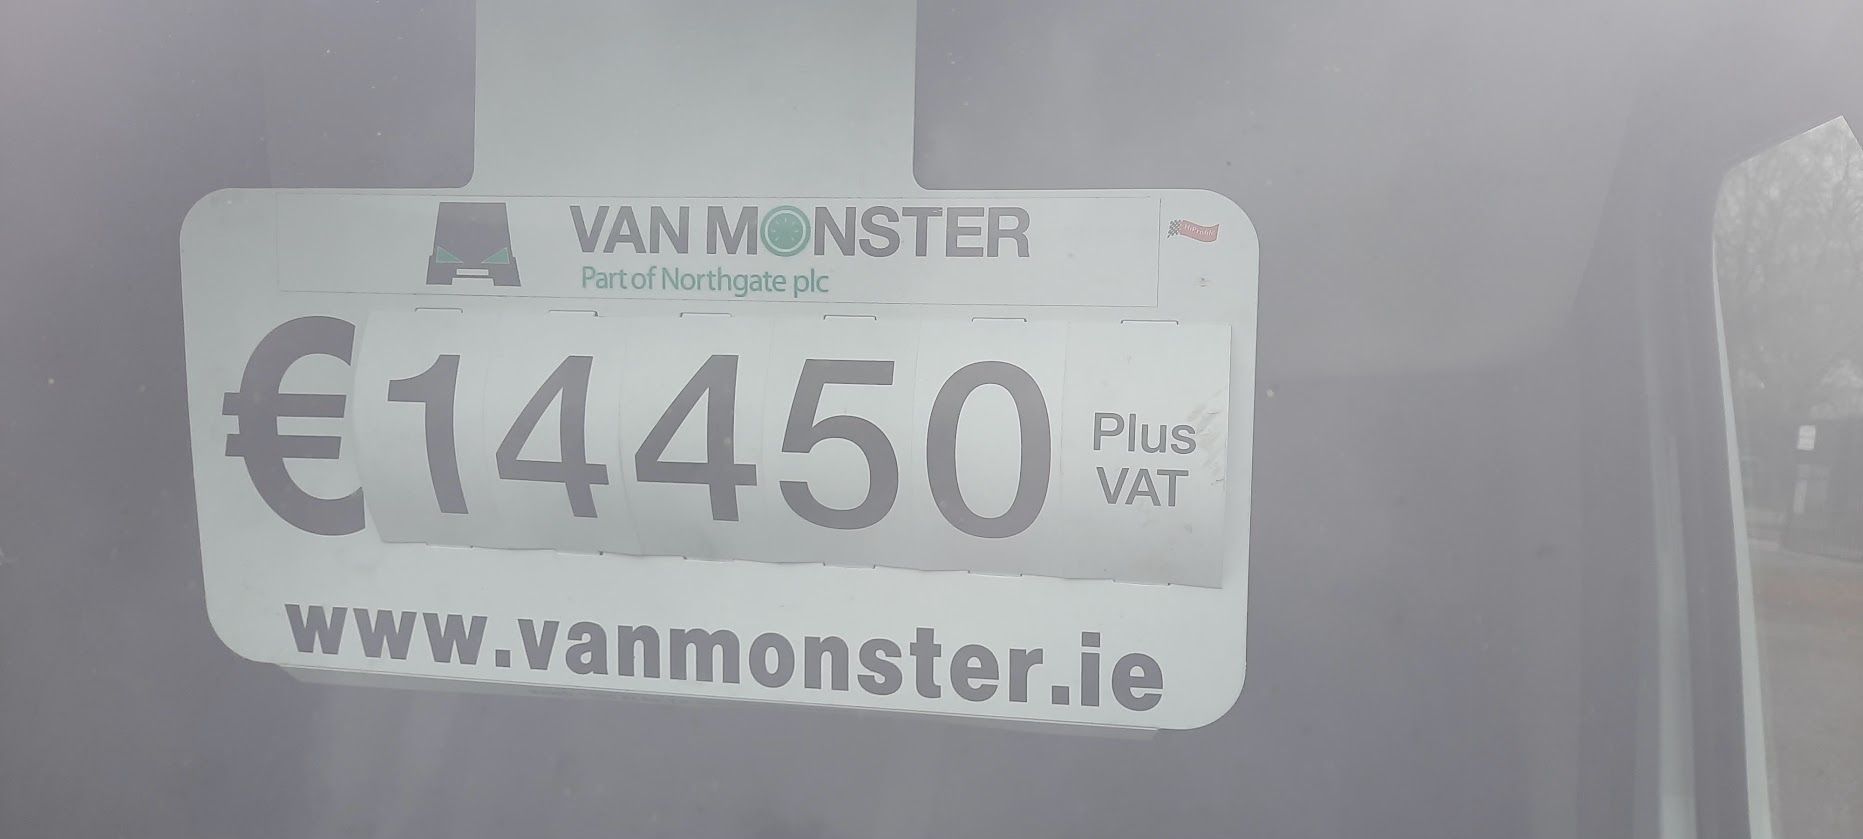 VAN MONSTER
Part of Northgate plc
€14450
Plus
VAT
www.vanmonster.ie